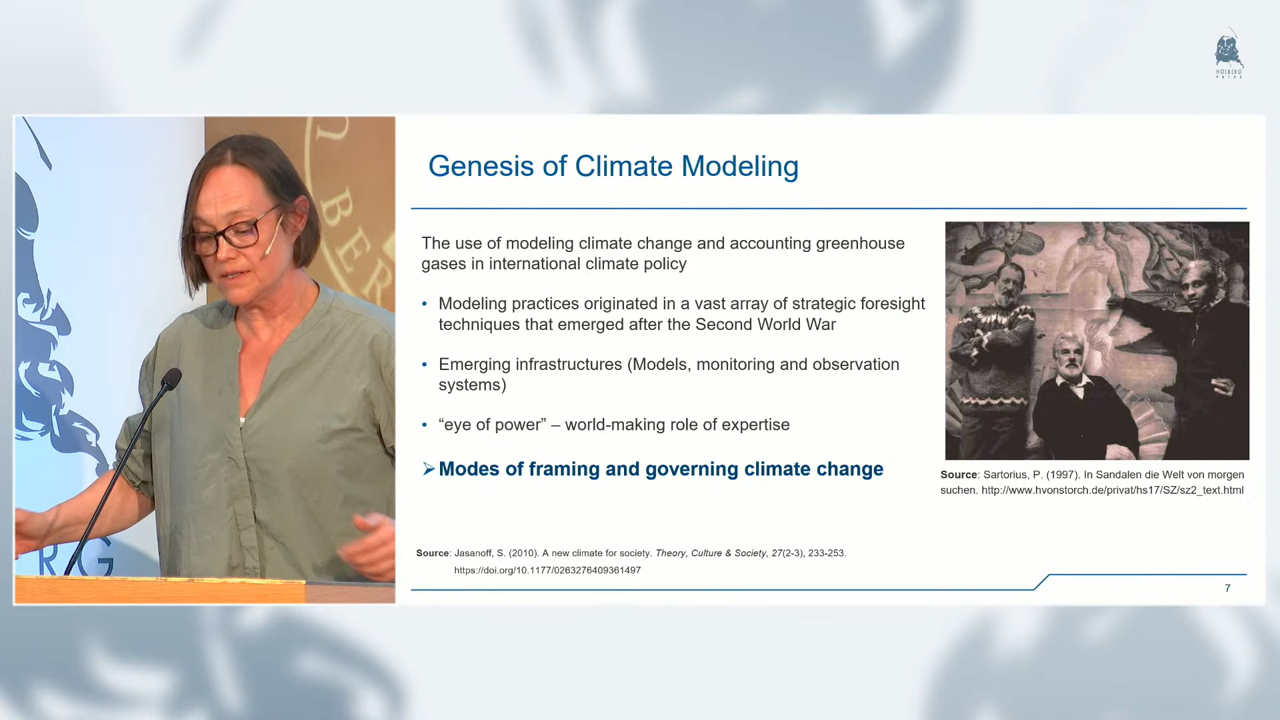 HOLBERG
PRIZE
BER
RG
Genesis of Climate Modeling
The use of modeling climate change and accounting greenhouse
gases in international climate policy
• Modeling practices originated in a vast array of strategic foresight
techniques that emerged after the Second World War
• Emerging infrastructures (Models, monitoring and observation
systems)
• “eye of power” – world-making role of expertise
➢ Modes of framing and governing climate change
Source: Sartorius, P. (1997). In Sandalen die Welt von morgen
suchen. http://www.hvonstorch.de/privat/hs17/SZ/sz2_text.html
Source: Jasanoff, S. (2010). A new climate for society. Theory, Culture & Society, 27(2-3), 233-253.
https://doi.org/10.1177/0263276409361497
7